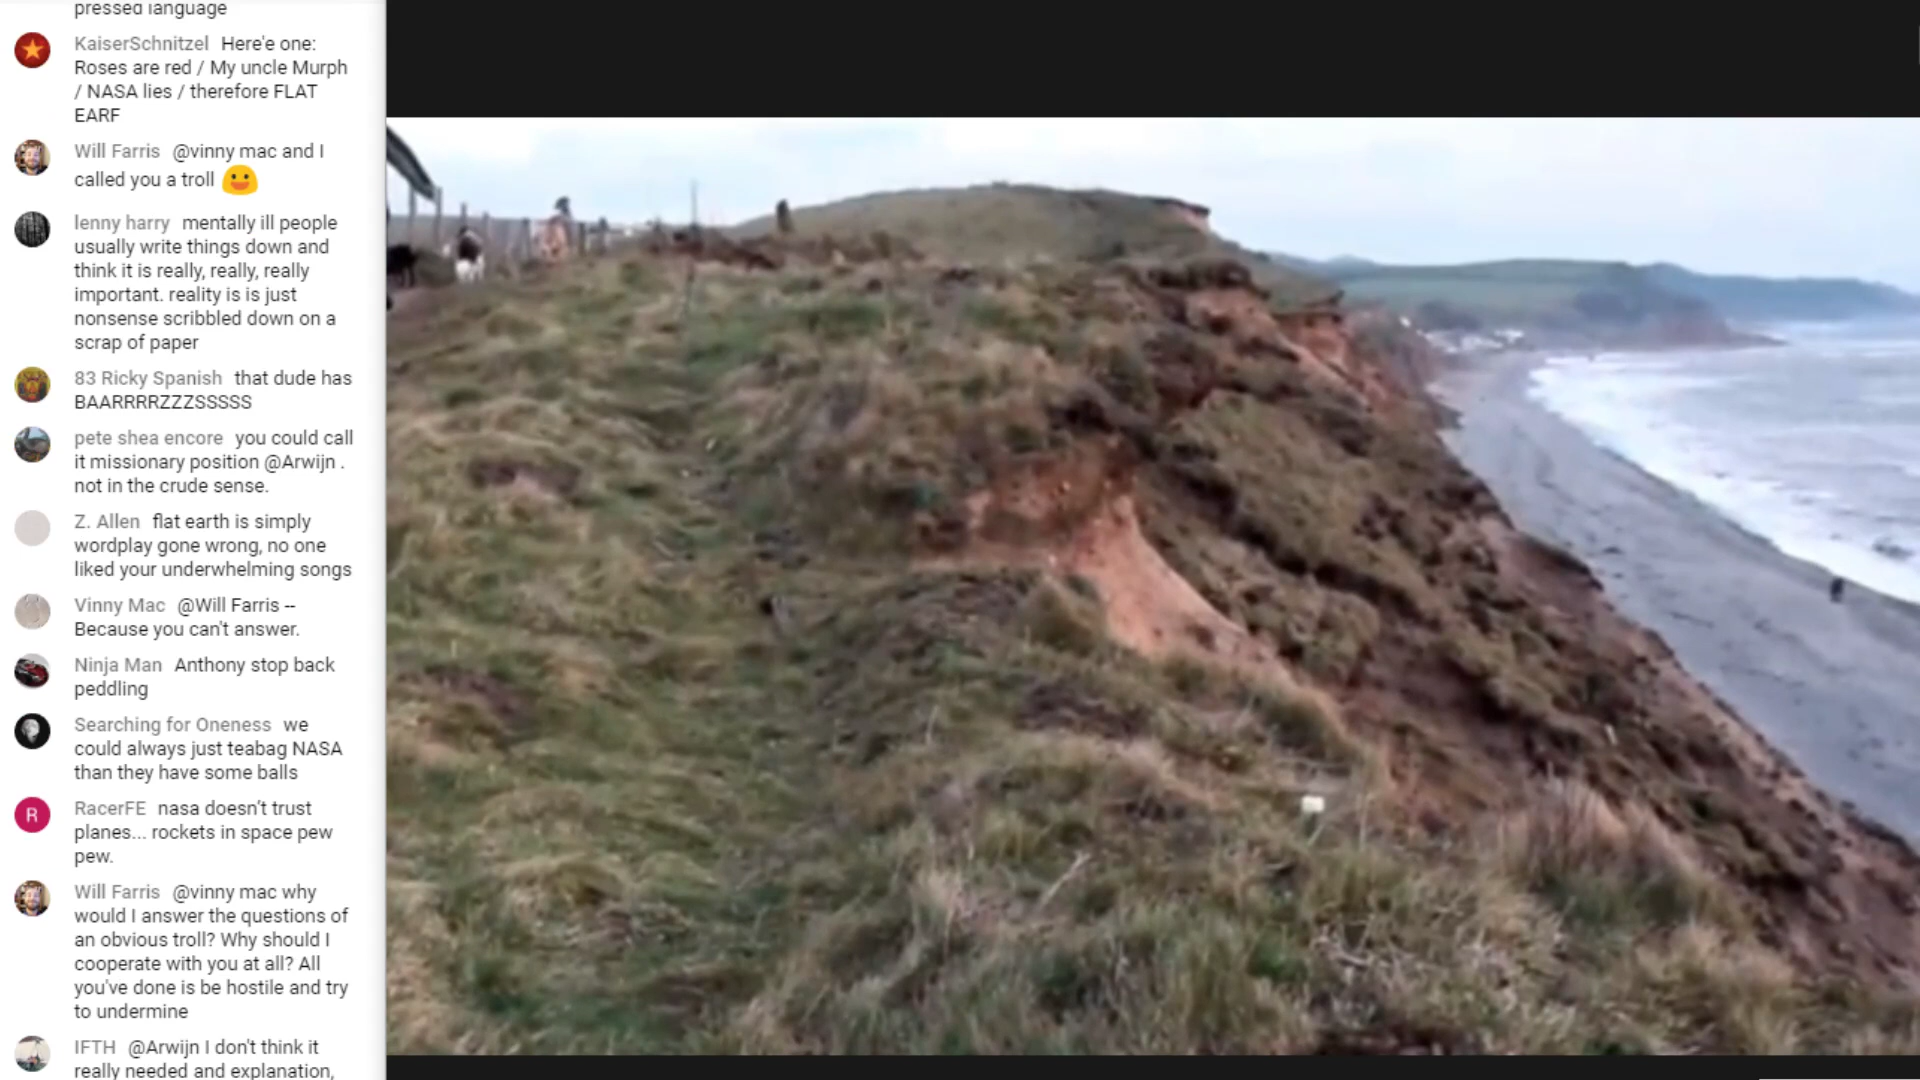 pressed language
KaiserSchnitzel Here'e one:
Roses are red / My uncle Murph
/ NASA lies / therefore FLAT
EARF
Will Farris @vinny mac and I
called you a troll
lenny harry mentally ill people
usually write things down and
think it is really, really, really
important. reality is is just
nonsense scribbled down on a
scrap of paper
83 Ricky Spanish that dude has
BAARRRRZZZSSSSS
pete shea encore you could call
it missionary position @Arwijn .
not in the crude sense.
Z. Allen flat earth is simply
wordplay gone wrong, no one
liked your underwhelming songs
Vinny Mac @Will Farris --
Because you can't answer.
Ninja Man Anthony stop back
peddling
Searching for Oneness we
could always just teabag NASA
than they have some balls
R
RacerFE nasa doesn't trust
planes... rockets in space pew
pew.
Will Farris @vinny mac why
would I answer the questions of
an obvious troll? Why should I
cooperate with you at all? All
you've done is be hostile and try
to undermine
IFTH @Arwijn I don't think it
really needed and explanation,